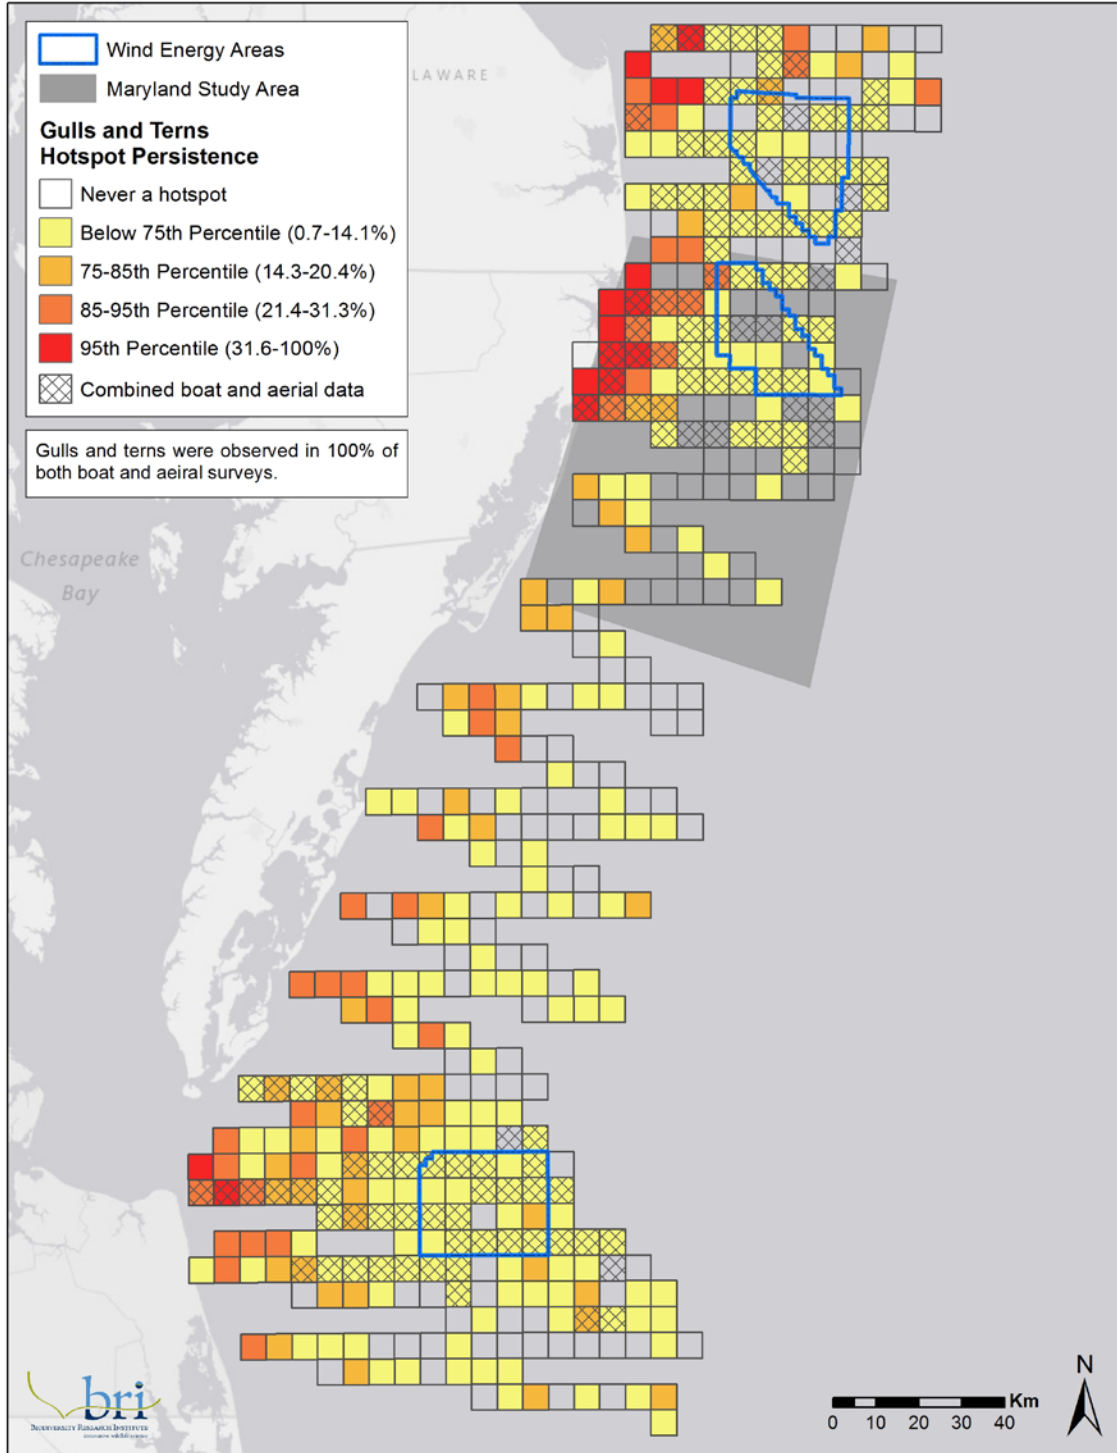 Wind Energy Areas
Maryland Study Area
Gulls and Terns
Hotspot Persistence
Never a hotspot
Below 75th Percentile (0.7-14.1%)
75-85th Percentile (14.3-20.4%)
85-95th Percentile (21.4-31.3%)
95th Percentile (31.6-100%)
Combined boat and aerial data
Gulls and terns were observed in 100% of
both boat and aeiral surveys.
LAWARE
Chesapeake
Bay
bri
BIODIVERSITY RESEARCH INSTITUTE
N
Km
0 10 20 30 40